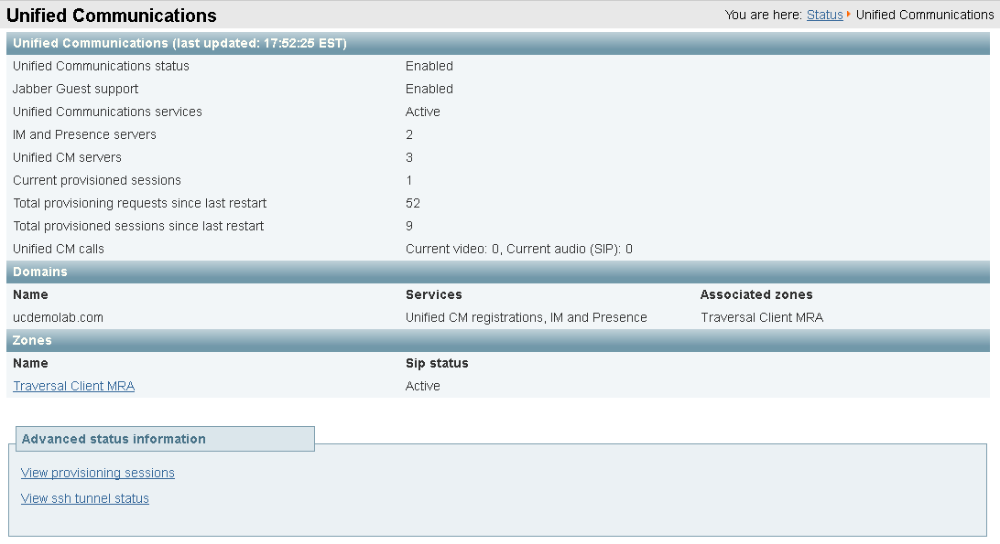 Unified Communications
You are here: Status Unified Communications
Unified Communications (last updated: 17:52:25 EST)
Unified Communications status Enabled
Jabber Guest support Enabled
Unified Communications services Active
IM and Presence servers 2
Unified CM servers 3
Current provisioned sessions 1
Total provisioning requests since last restart 52
Total provisioned sessions since last restart 9
Unified CM calls Current video: 0, Current audio (SIP): 0
Domains
Name Services Associated zones
ucdemolab.com Unified CM registrations, IM and Presence Traversal Client MRA
Zones
Name Sip status
Traversal Client MRA Active
Advanced status information
View provisioning sessions
View ssh tunnel status